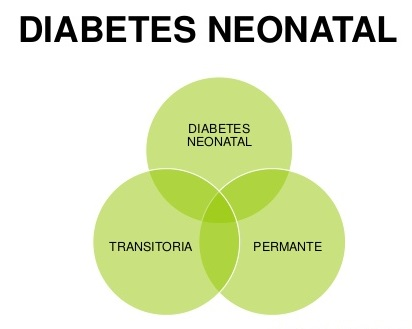 DIABETES NEONATAL
DIABETES
NEONATAL
TRANSITORIA
PERMANTE